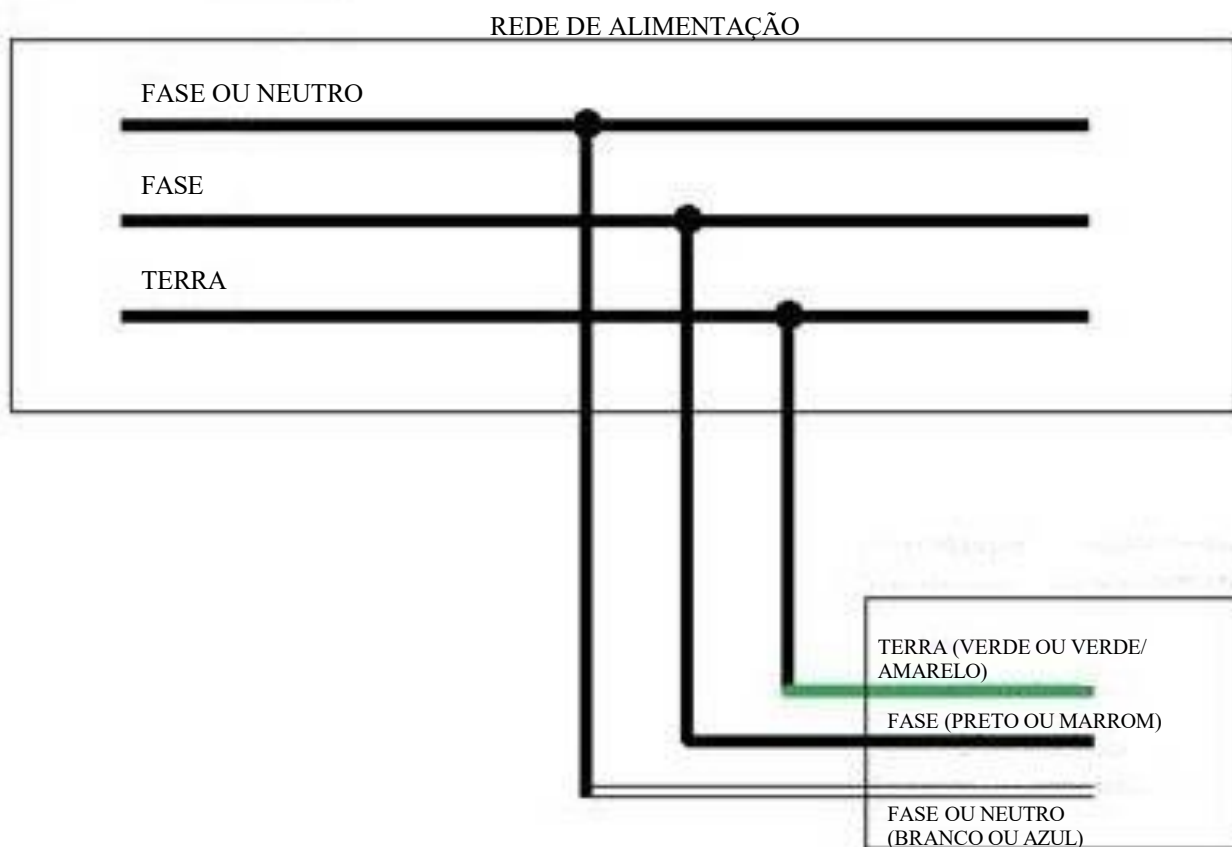 REDE DE ALIMENTAÇÃO
FASE OU NEUTRO
FASE
TERRA
TERRA (VERDE OU VERDE/
AMARELO)
FASE (PRETO OU MARROM)
FASE OU NEUTRO
(BRANCO OU AZUL)